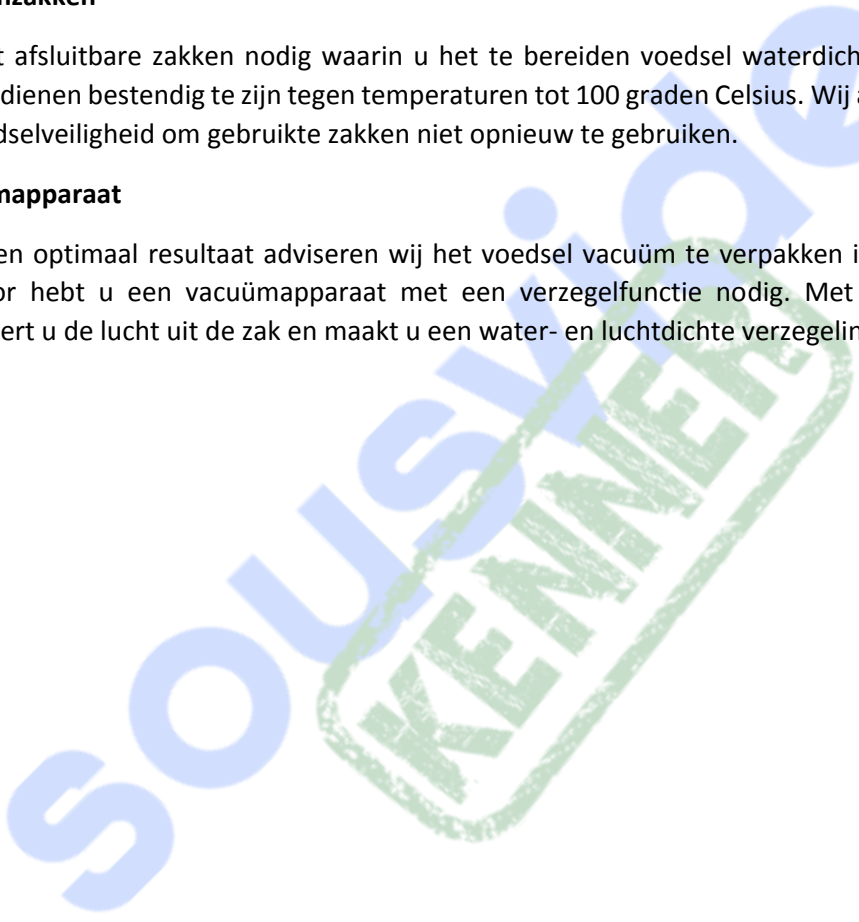 nzakken
t afsluitbare zakken nodig waarin u het te bereiden voedsel waterdich
dienen bestendig te zijn tegen temperaturen tot 100 graden Celsius. Wij a
dselveiligheid om gebruikte zakken niet opnieuw te gebruiken.
mapparaat
en optimaal resultaat adviseren wij het voedsel vacuüm te verpakken i
or hebt u een vacuümapparaat met een verzegelfunctie nodig. Met
ert u de lucht uit de zak en maakt u een water- en luchtdichte verzegelin
sousvide
KENNER